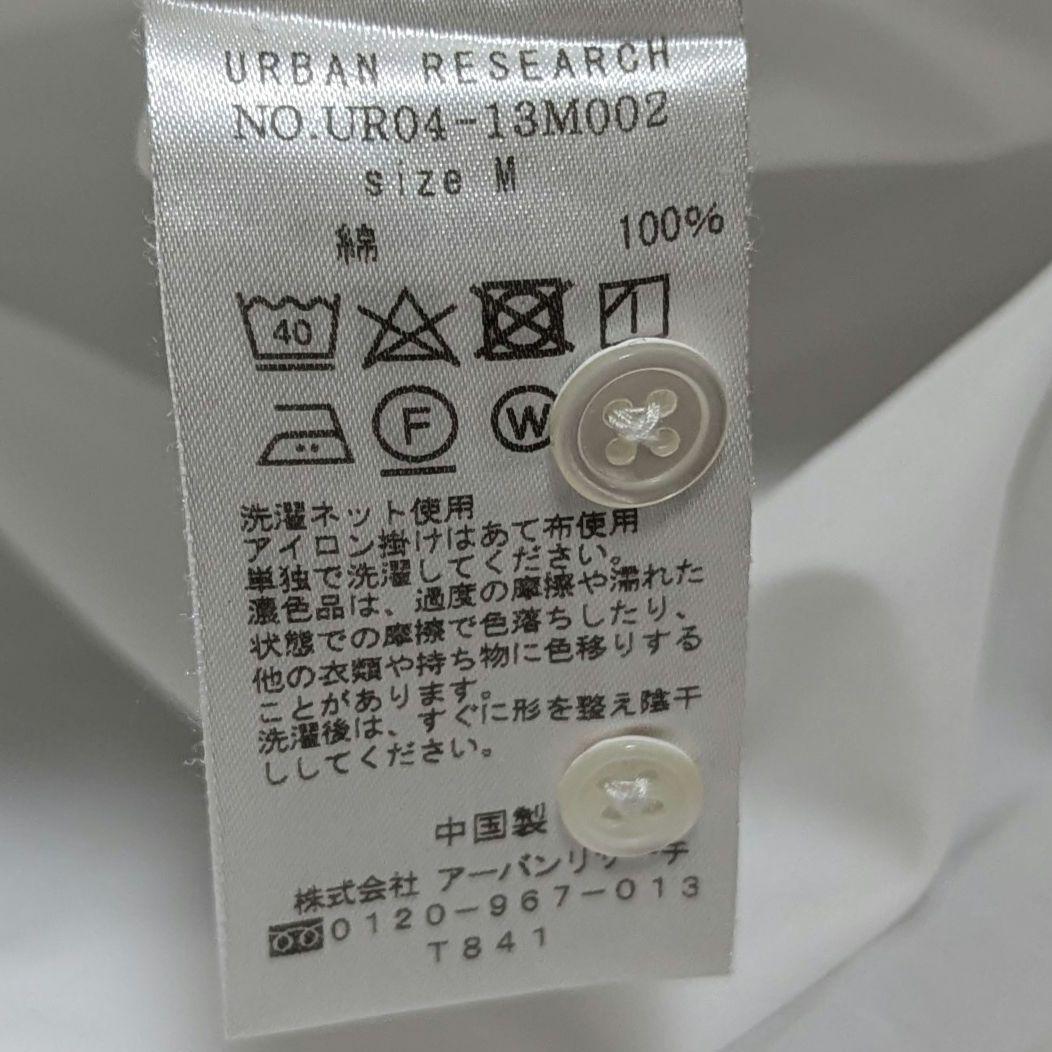 URBAN RESEARCH
NO.UR04-13M002
size M
綿 100%
40
F W
洗濯ネット使用
アイロン掛けはあて布使用
単独で洗濯してください。
濃色品は、過度の摩擦や濡れた
状態での摩擦で色落ちしたり、
他の衣類や持ち物に色移りする
ことがあります。
洗濯後は、すぐに形を整え陰干
ししてください。
中国製
株式会社 アーバンリサーチ
0120-967-013
T841